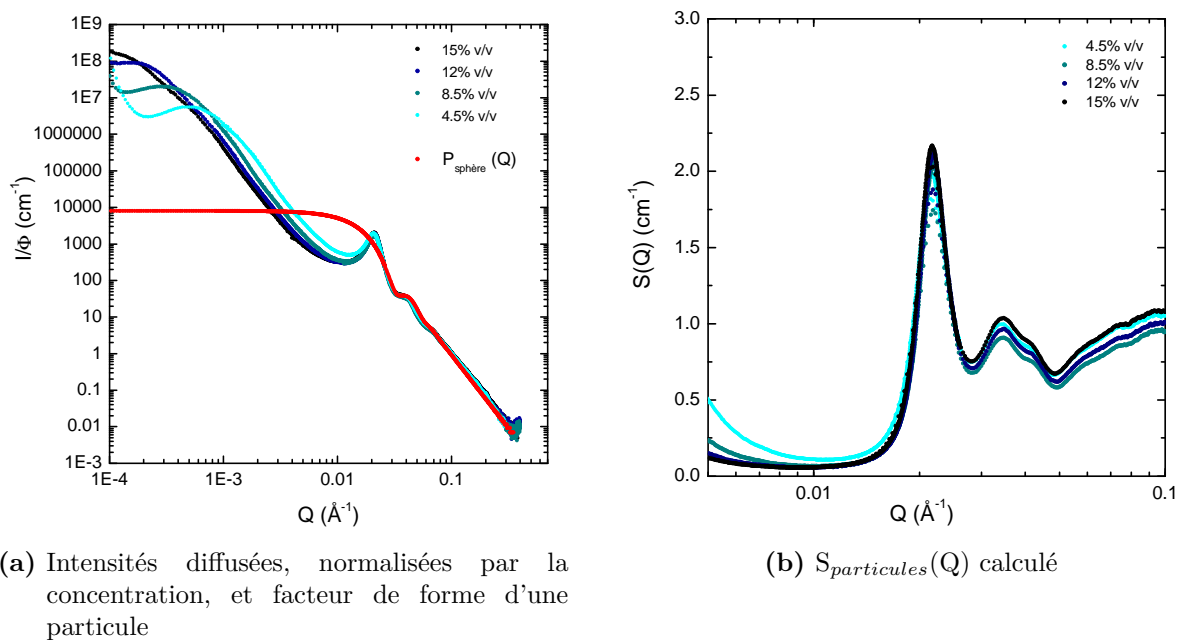 1E9
1E8
1E7
1000000
100000
10000
1000
100
10
1
0.1
0.01
1E-3
I/Φ (cm⁻¹)
15% v/v
12% v/v
8.5% v/v
4.5% v/v
P sphère (Q)
1E-4 1E-3 0.01 0.1
Q (Å⁻¹)
(a) Intensités diffusées, normalisées par la
concentration, et facteur de forme d'une
particule
3.0
2.5
2.0
1.5
1.0
0.5
0.0
S(Q) (cm⁻¹)
4.5% v/v
8.5% v/v
12% v/v
15% v/v
0.01 0.1
Q (Å⁻¹)
(b) S particules(Q) calculé